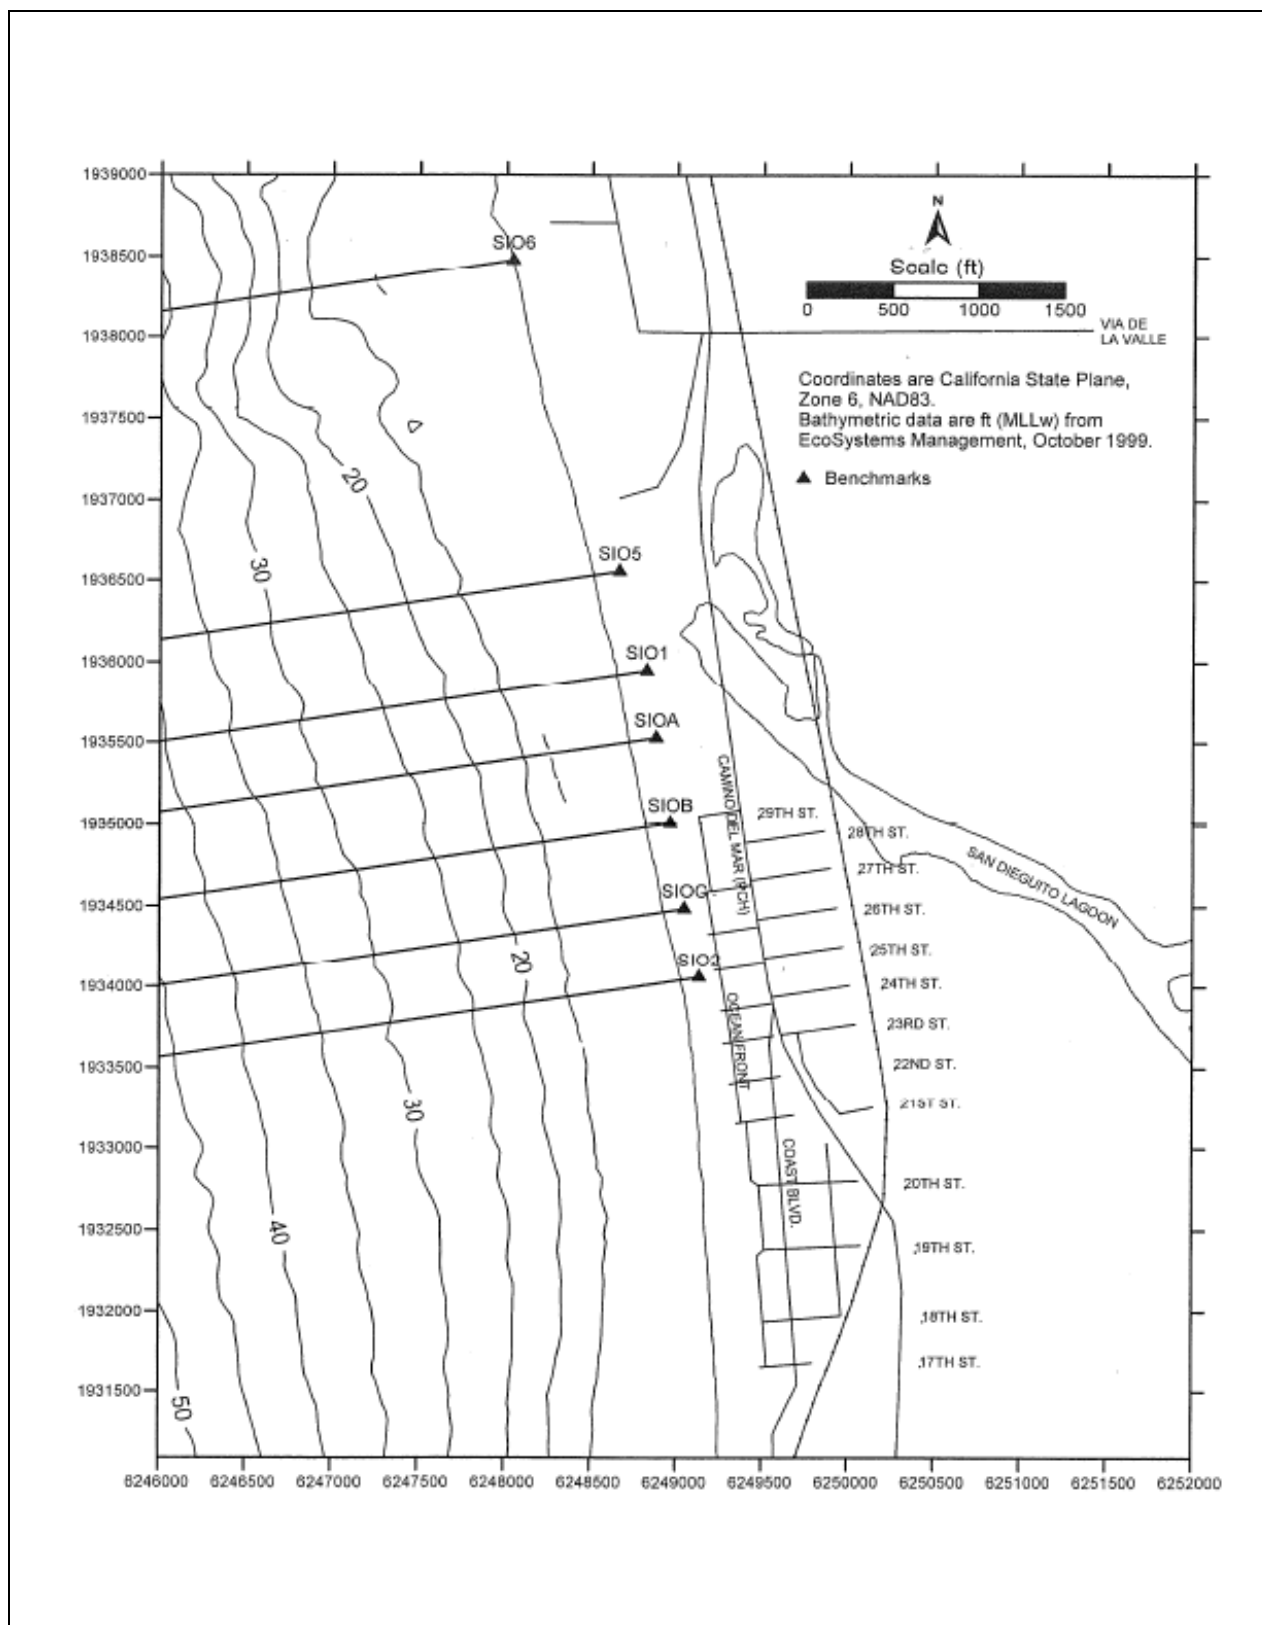 1939000
1938500
1938000
1937500
1937000
1936500
1936000
1935500
1935000
1934500
1934000
1933500
1933000
1932500
1932000
1931500
6246000 6246500 6247000 6247500 6248000 6248500 6249000 6249500 6250000 6250500 6251000 6251500 6252000
N
Scale (ft)
0 500 1000 1500
VIA DE
LA VALLE
Coordinates are California State Plane,
Zone 6, NAD83.
Bathymetric data are ft (MLLw) from
EcoSystems Management, October 1999.
Benchmarks
SIO6
SIO5
SIO1
SIOA
SIOB
SIO2
20
30
20
30
40
50
CAMINO DEL MAR (PCH)
OCEAN FRONT
COAST BLVD.
SAN DIEGUITO LAGOON
29TH ST.
28TH ST.
27TH ST.
26TH ST.
25TH ST.
24TH ST.
23RD ST.
22ND ST.
21ST ST.
20TH ST.
19TH ST.
18TH ST.
17TH ST.